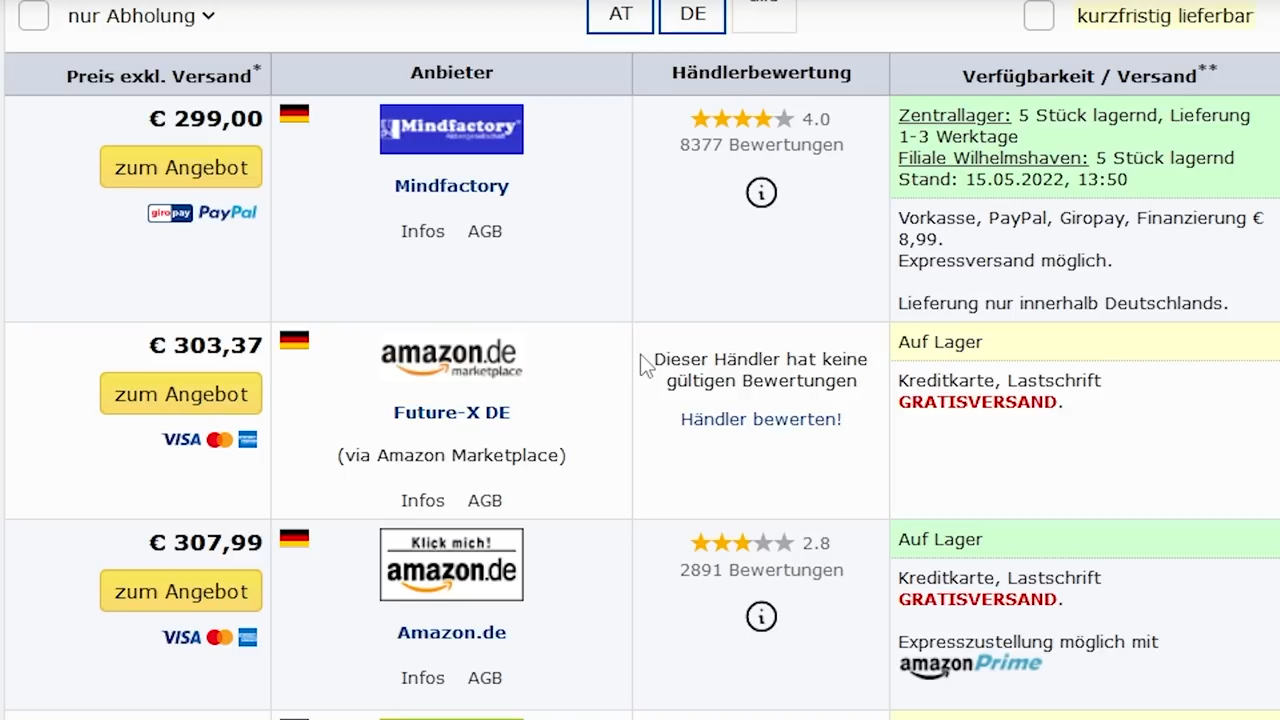 nur Abholung
AT
DE
kurzfristig lieferbar
Preis exkl. Versand*
Anbieter
Händlerbewertung
Verfügbarkeit / Versand**
€ 299,00
zum Angebot
giropay PayPal
Mindfactory
Mindfactory
Infos AGB
4.0
8377 Bewertungen
Zentrallager: 5 Stück lagernd, Lieferung
1-3 Werktage
Filiale Wilhelmshaven: 5 Stück lagernd
Stand: 15.05.2022, 13:50
Vorkasse, PayPal, Giropay, Finanzierung €
8,99.
Expressversand möglich.
Lieferung nur innerhalb Deutschlands.
€ 303,37
zum Angebot
VISA
amazon.de
marketplace
Future-X DE
(via Amazon Marketplace)
Infos AGB
Dieser Händler hat keine
gültigen Bewertungen
Händler bewerten!
Auf Lager
Kreditkarte, Lastschrift
GRATISVERSAND.
€ 307,99
zum Angebot
VISA
Klick mich!
amazon.de
Amazon.de
Infos AGB
2.8
2891 Bewertungen
Auf Lager
Kreditkarte, Lastschrift
GRATISVERSAND.
Expresszustellung möglich mit
amazonPrime